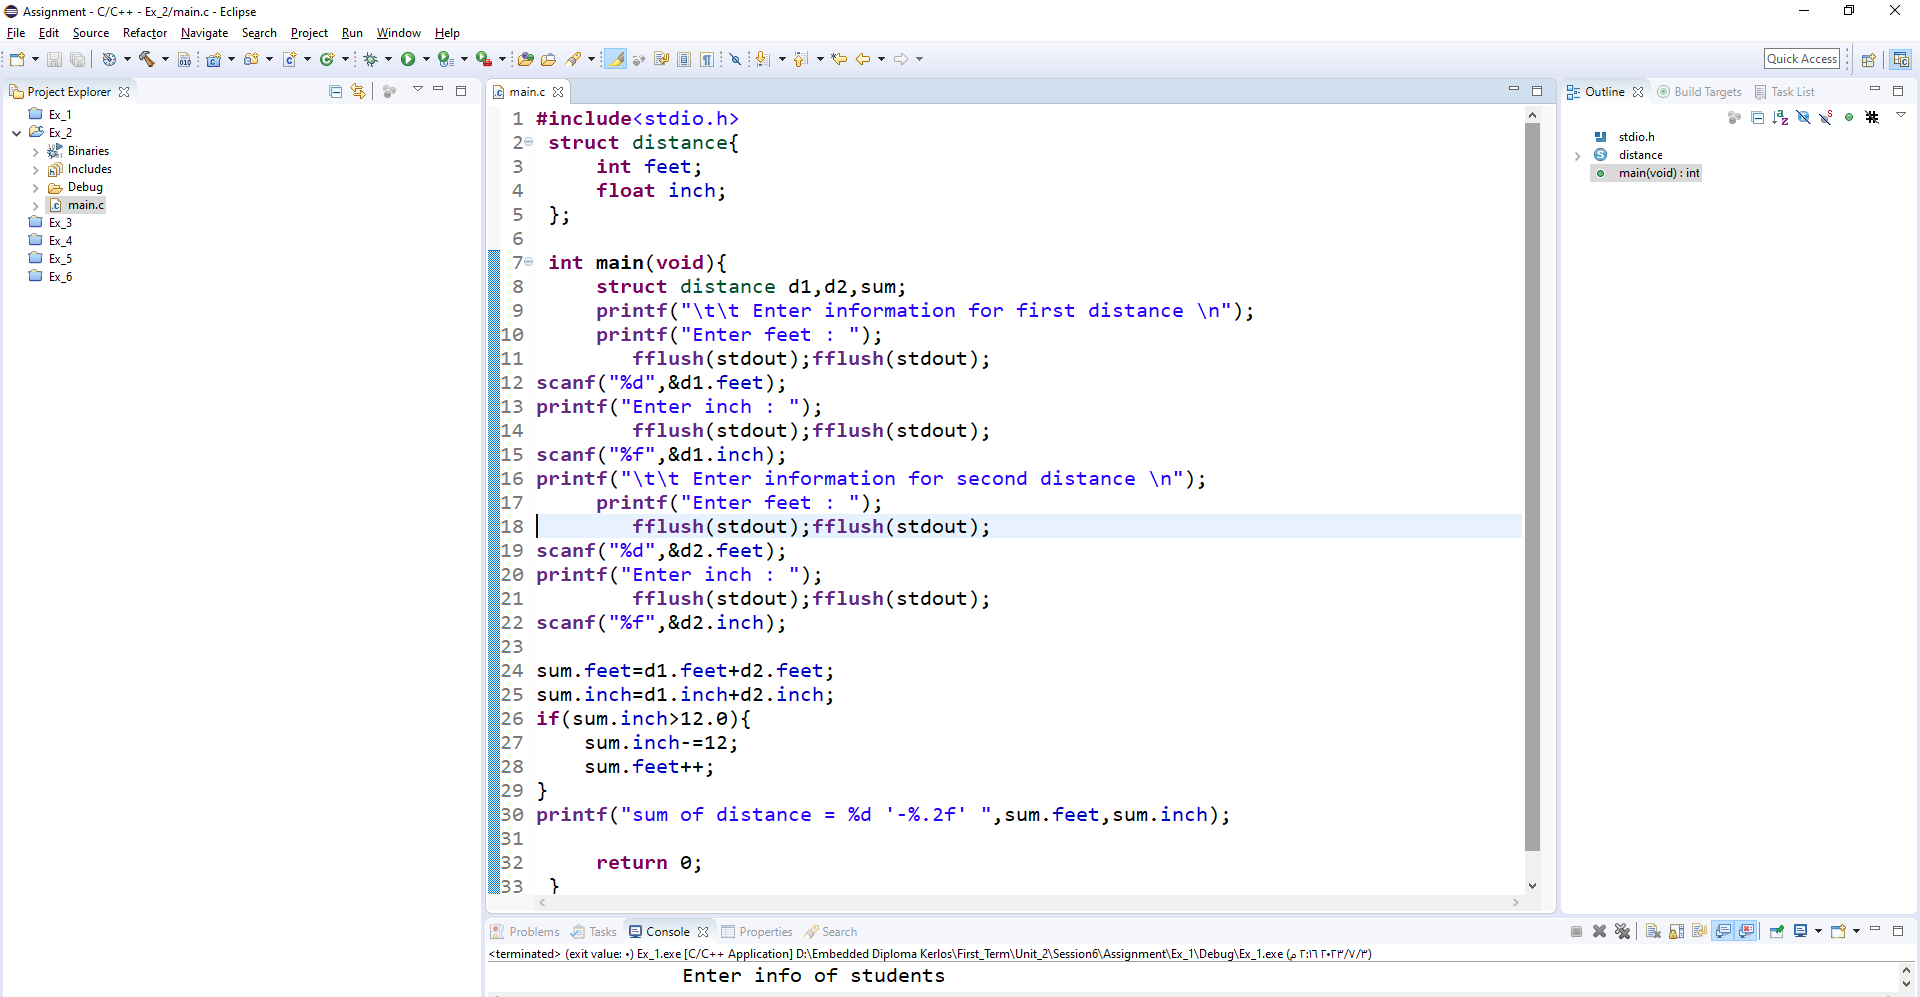 Assignment - C/C++ - Ex_2/main.c - Eclipse
File Edit Source Refactor Navigate Search Project Run Window Help
Quick Access
Project Explorer
Ex_1
Ex_2
Binaries
Includes
Debug
main.c
Ex_3
Ex_4
Ex_5
Ex_6
main.c
1 #include<stdio.h>
2 struct distance{
3 int feet;
4 float inch;
5 };
6
7 int main(void){
8 struct distance d1,d2,sum;
9 printf("\t\t Enter information for first distance \n");
10 printf("Enter feet : ");
11 fflush(stdout);fflush(stdout);
12 scanf("%d",&d1.feet);
13 printf("Enter inch : ");
14 fflush(stdout);fflush(stdout);
15 scanf("%f",&d1.inch);
16 printf("\t\t Enter information for second distance \n");
17 printf("Enter feet : ");
18 fflush(stdout);fflush(stdout);
19 scanf("%d",&d2.feet);
20 printf("Enter inch : ");
21 fflush(stdout);fflush(stdout);
22 scanf("%f",&d2.inch);
23
24 sum.feet=d1.feet+d2.feet;
25 sum.inch=d1.inch+d2.inch;
26 if(sum.inch>12.0){
27 sum.inch-=12;
28 sum.feet++;
29 }
30 printf("sum of distance = %d '-%.2f' ",sum.feet,sum.inch);
31
32 return 0;
33 }
Outline Build Targets Task List
stdio.h
distance
main(void) : int
Problems Tasks Console Properties Search
<terminated> (exit value: ٠) Ex_1.exe [C/C++ Application] D:\Embedded Diploma Kerlos\First_Term\Unit_2\Session6\Assignment\Ex_1\Debug\Ex_1.exe (٢٠٢٣/٧/٣ ٢:١٦ م)
Enter info of students